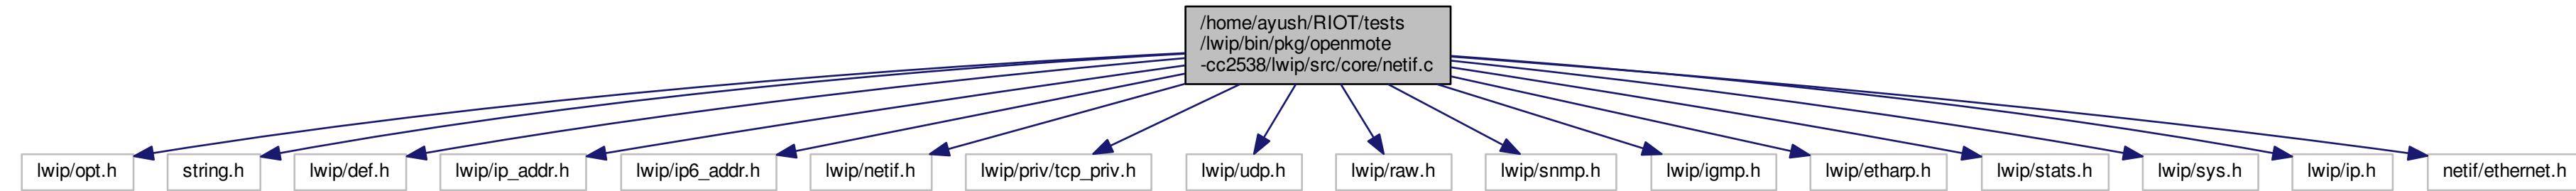 /home/ayush/RIOT/tests
/lwip/bin/pkg/openmote
-cc2538/lwip/src/core/netif.c
lwip/opt.h
string.h
lwip/def.h
lwip/ip_addr.h
lwip/ip6_addr.h
lwip/netif.h
lwip/priv/tcp_priv.h
lwip/udp.h
lwip/raw.h
lwip/snmp.h
lwip/igmp.h
lwip/etharp.h
lwip/stats.h
lwip/sys.h
lwip/ip.h
netif/ethernet.h